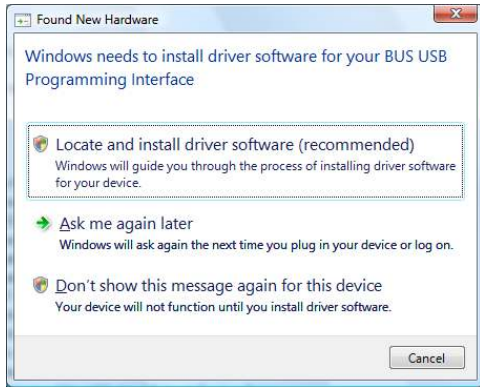 Found New Hardware
Windows needs to install driver software for your BUS USB
Programming Interface
Locate and install driver software (recommended)
Windows will guide you through the process of installing driver software
for your device.
Ask me again later
Windows will ask again the next time you plug in your device or log on.
Don't show this message again for this device
Your device will not function until you install driver software.
Cancel